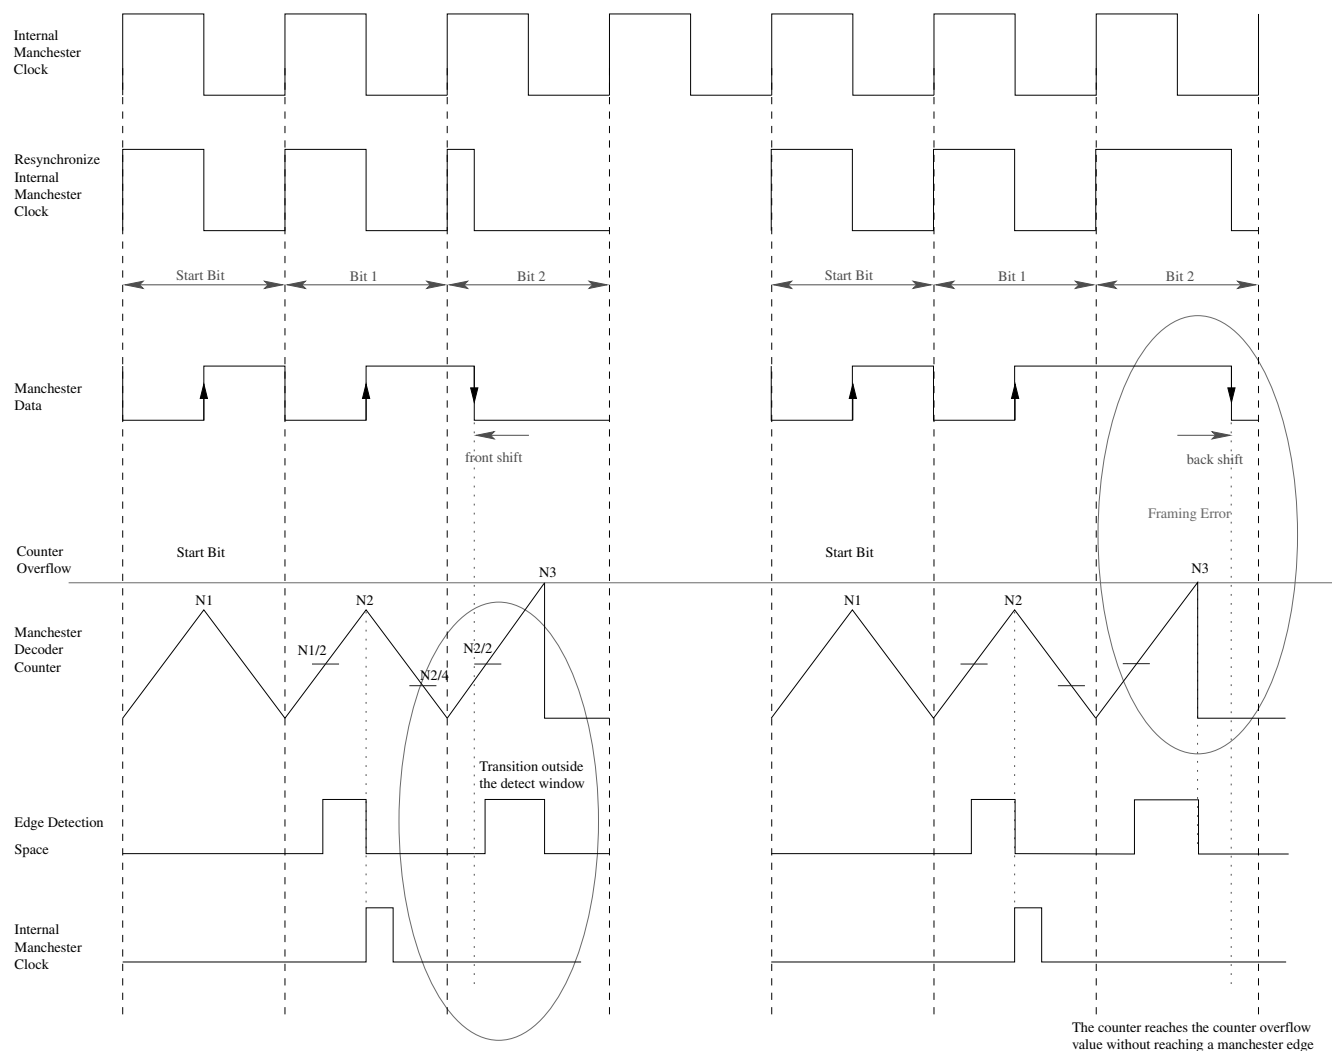 Internal
Manchester
Clock
Resynchronize
Internal
Manchester
Clock
Start Bit
Bit 1
Bit 2
Start Bit
Bit 1
Bit 2
Manchester
Data
front shift
back shift
Framing Error
Counter
Overflow
Start Bit
Start Bit
N3
N3
N1
N2
N1
N2
Manchester
Decoder
Counter
N1/2
N2/4
N2/2
Transition outside
the detect window
Edge Detection
Space
Internal
Manchester
Clock
The counter reaches the counter overflow
value without reaching a manchester edge